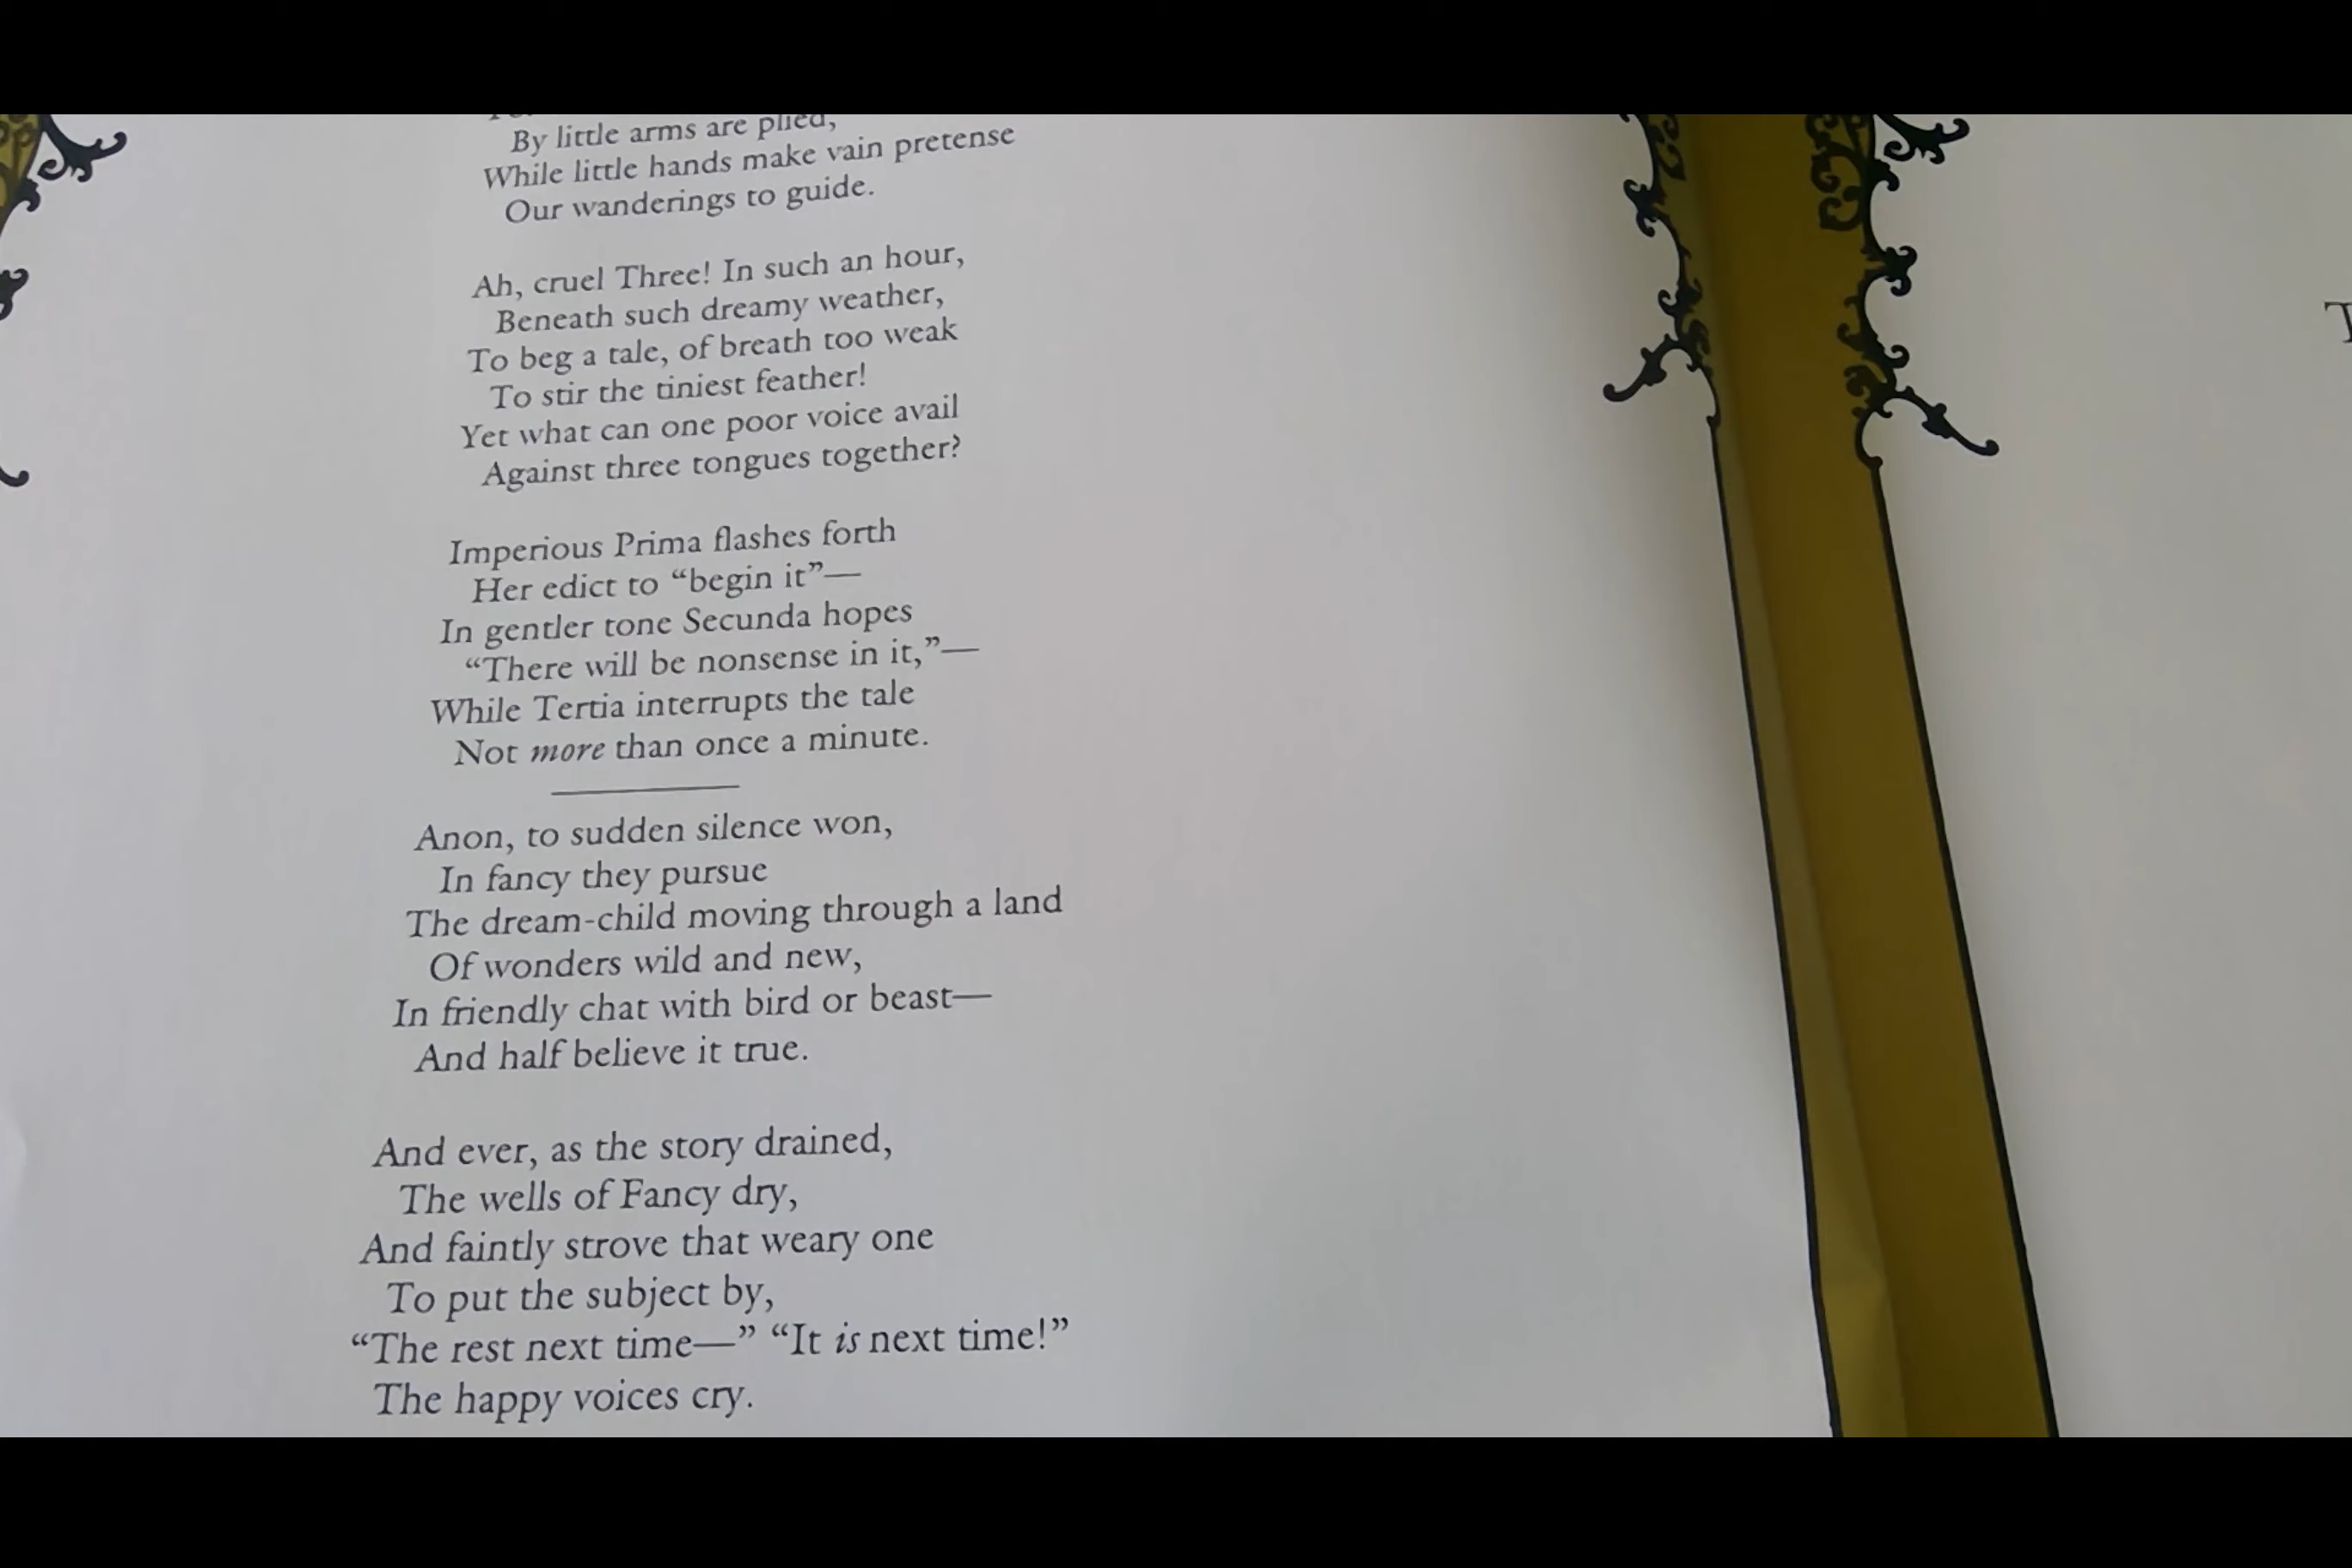 By little arms are plied,
While little hands make vain pretense
Our wanderings to guide.
Ah, cruel Three! In such an hour,
Beneath such dreamy weather,
To beg a tale, of breath too weak
To stir the tiniest feather!
Yet what can one poor voice avail
Against three tongues together?
Imperious Prima flashes forth
Her edict to “begin it”—
In gentler tone Secunda hopes
“There will be nonsense in it,”—
While Tertia interrupts the tale
Not more than once a minute.
Anon, to sudden silence won,
In fancy they pursue
The dream-child moving through a land
Of wonders wild and new,
In friendly chat with bird or beast—
And half believe it true.
And ever, as the story drained,
The wells of Fancy dry,
And faintly strove that weary one
To put the subject by,
“The rest next time—” “It is next time!”
The happy voices cry.